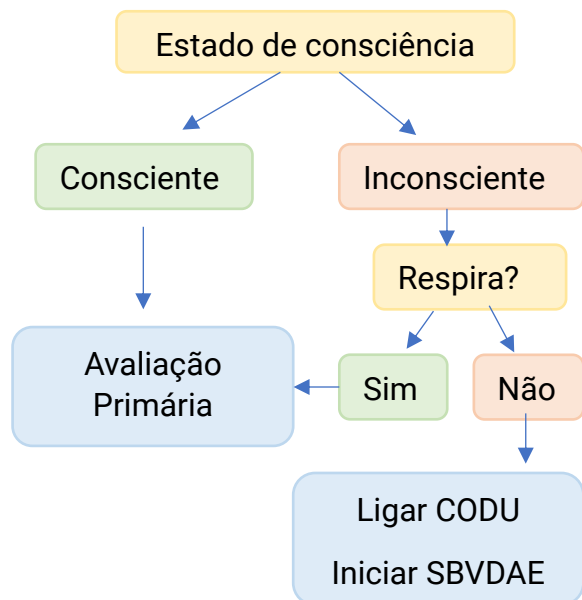 Estado de consciência
Consciente
Inconsciente
Respira?
Avaliação
Primária
Sim
Não
Ligar CODU
Iniciar SBVDAE